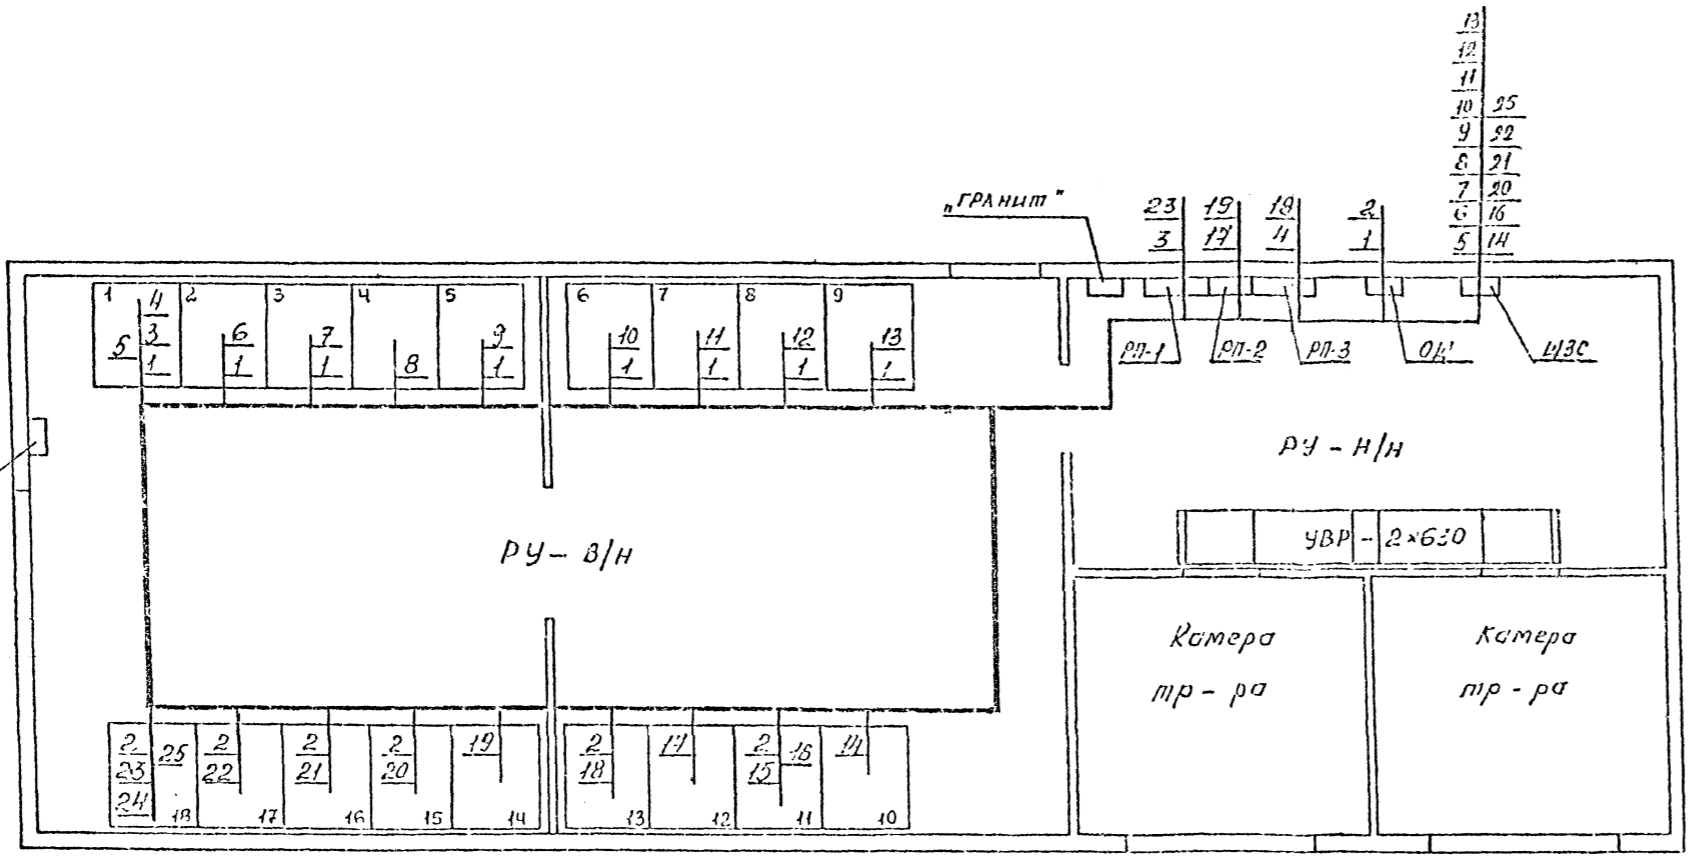 13
12
11
10 25
9 22
8 21
7 20
6 16
5 14
„ГРАНИТ"
23 19 18 2
3 17 4 1
1 2 3 4 5 6 7 8 9
4
5 3 6 7 9 10 11 12 13
1 1 1 8 1 1 1 1 1
РП-1 РП-2 РП-3 ОД ЩЗС
РУ - Н/Н
РУ - В/Н
УВР - 2×630
Камера
тр - ра
Камера
тр - ра
2 25 2 2 2 19 2 17 2 16 14
23 22 21 20 18 15
24
18 17 16 15 14 13 12 11 10